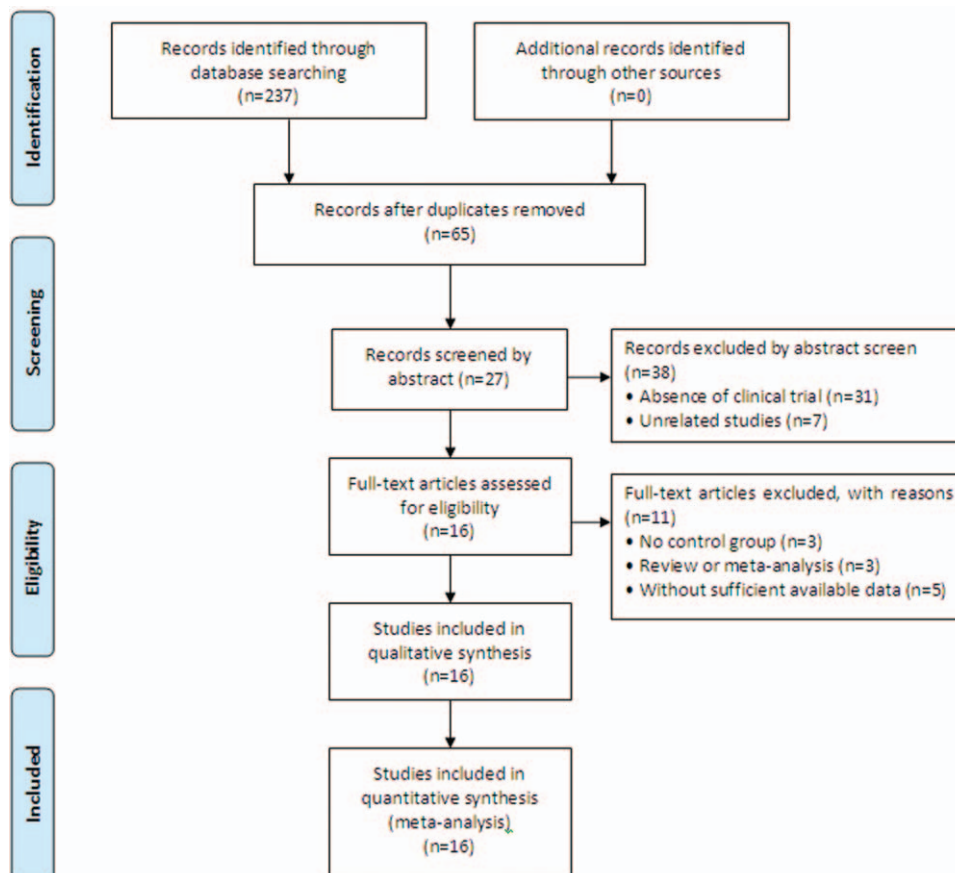 Identification
Records identified through
database searching
(n=237)
Additional records identified
through other sources
(n=0)
Records after duplicates removed
(n=65)
Screening
Records screened by
abstract (n=27)
Records excluded by abstract screen
(n=38)
• Absence of clinical trial (n=31)
• Unrelated studies (n=7)
Eligibility
Full-text articles assessed
for eligibility
(n=16)
Full-text articles excluded, with reasons
(n=11)
• No control group (n=3)
• Review or meta-analysis (n=3)
• Without sufficient available data (n=5)
Studies included in
qualitative synthesis
(n=16)
Included
Studies included in
quantitative synthesis
(meta-analysis)
(n=16)